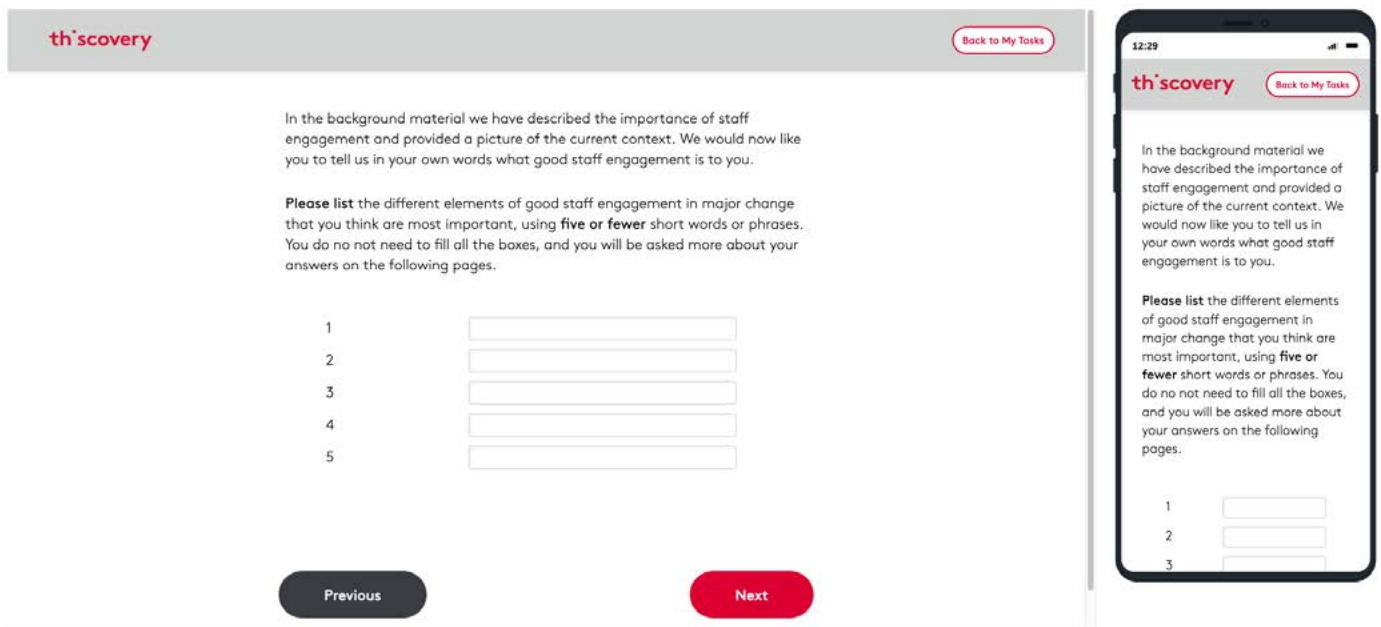 th·scovery
Back to My Tasks
In the background material we have described the importance of staff
engagement and provided a picture of the current context. We would now like
you to tell us in your own words what good staff engagement is to you.
Please list the different elements of good staff engagement in major change
that you think are most important, using five or fewer short words or phrases.
You do no not need to fill all the boxes, and you will be asked more about your
answers on the following pages.
1
2
3
4
5
Previous
Next
12:29
th·scovery
Back to My Tasks
In the background material we
have described the importance of
staff engagement and provided a
picture of the current context. We
would now like you to tell us in
your own words what good staff
engagement is to you.
Please list the different elements
of good staff engagement in
major change that you think are
most important, using five or
fewer short words or phrases. You
do no not need to fill all the boxes,
and you will be asked more about
your answers on the following
pages.
1
2
3